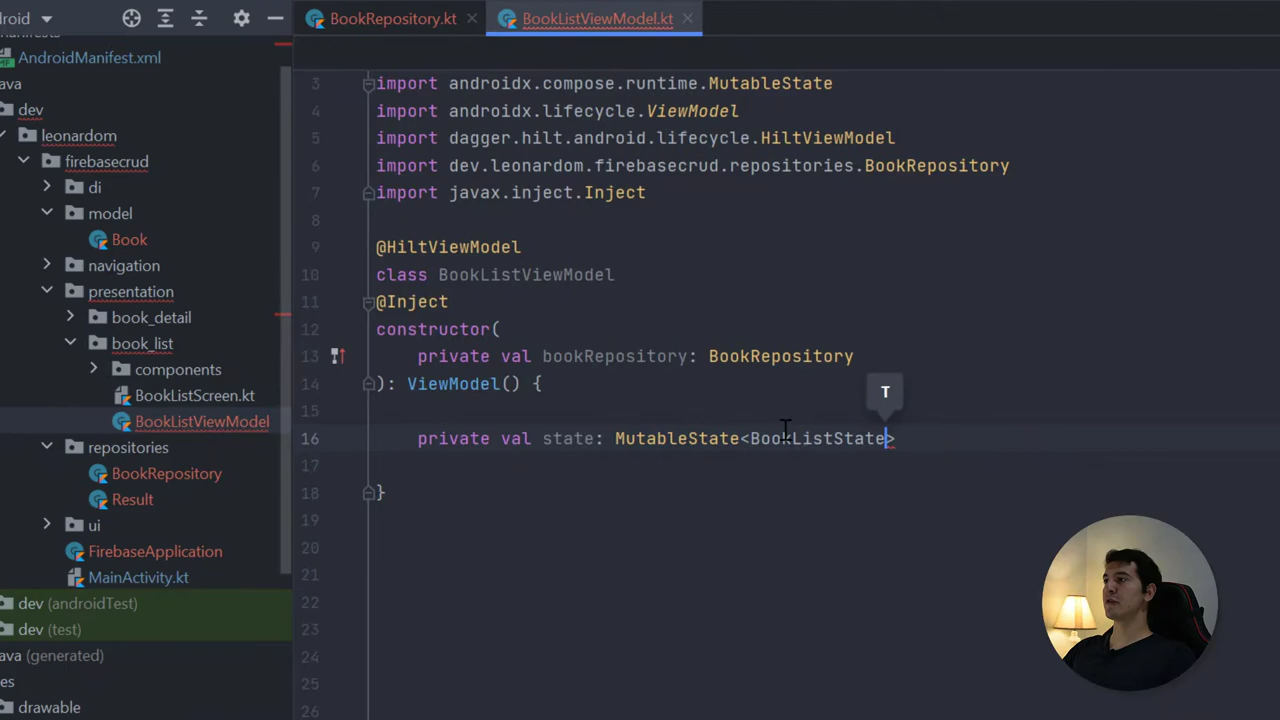 droid
BookRepository.kt
BookListViewModel.kt
AndroidManifest.xml
ava
dev
leonardom
firebasecrud
di
model
Book
navigation
presentation
book_detail
book_list
components
BookListScreen.kt
BookListViewModel
repositories
BookRepository
Result
ui
FirebaseApplication
MainActivity.kt
dev (androidTest)
dev (test)
ava (generated)
es
drawable
3 import androidx.compose.runtime.MutableState
4 import androidx.lifecycle.ViewModel
5 import dagger.hilt.android.lifecycle.HiltViewModel
6 import dev.leonardom.firebasecrud.repositories.BookRepository
7 import javax.inject.Inject
8
9 @HiltViewModel
10 class BookListViewModel
11 @Inject
12 constructor(
13 private val bookRepository: BookRepository
14 ): ViewModel() {
15
T
16 private val state: MutableState<BookListState>
17
18 }
19
20
21
22
23
24
25
26